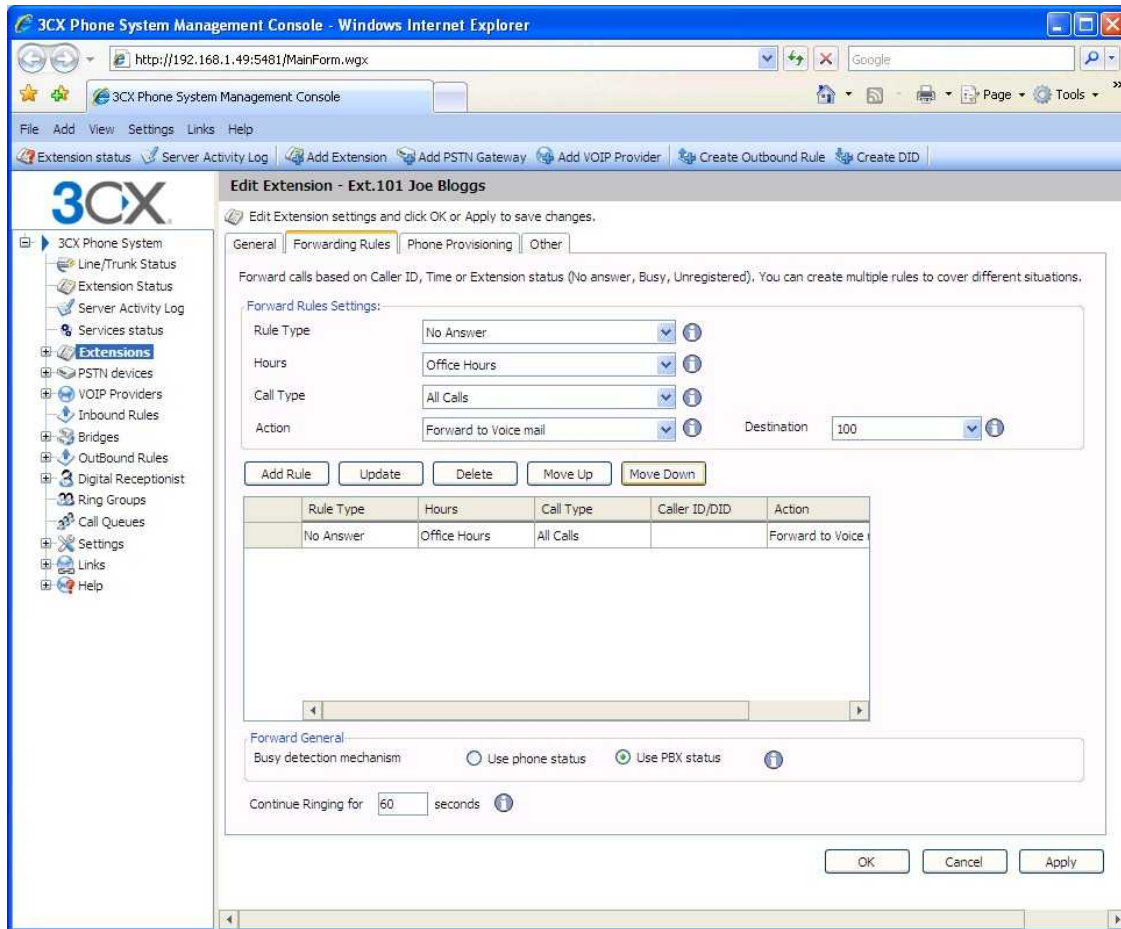 3CX Phone System Management Console - Windows Internet Explorer
http://192.168.1.49:5481/MainForm.wgx
Google
3CX Phone System Management Console
Page Tools »
File Add View Settings Links Help
Extension status Server Activity Log Add Extension Add PSTN Gateway Add VOIP Provider Create Outbound Rule Create DID
3CX
3CX Phone System
Line/Trunk Status
Extension Status
Server Activity Log
Services status
Extensions
PSTN devices
VOIP Providers
Inbound Rules
Bridges
OutBound Rules
Digital Receptionist
Ring Groups
Call Queues
Settings
Links
Help
Edit Extension - Ext.101 Joe Bloggs
Edit Extension settings and click OK or Apply to save changes.
General Forwarding Rules Phone Provisioning Other
Forward calls based on Caller ID, Time or Extension status (No answer, Busy, Unregistered). You can create multiple rules to cover different situations.
Forward Rules Settings:
Rule Type No Answer
Hours Office Hours
Call Type All Calls
Action Forward to Voice mail Destination 100
Add Rule Update Delete Move Up Move Down
Rule Type Hours Call Type Caller ID/DID Action
No Answer Office Hours All Calls Forward to Voice
Forward General
Busy detection mechanism Use phone status Use PBX status
Continue Ringing for 60 seconds
OK Cancel Apply